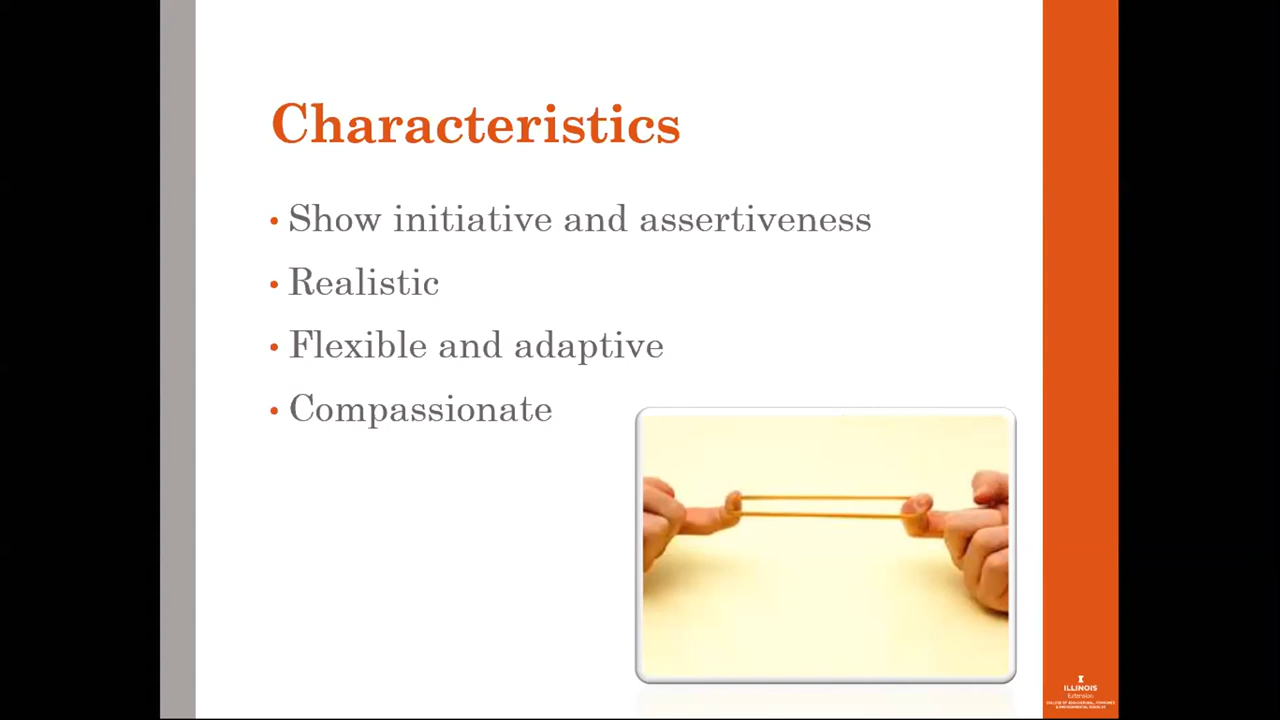 Characteristics
• Show initiative and assertiveness
• Realistic
• Flexible and adaptive
• Compassionate
ILLINOIS
Extension